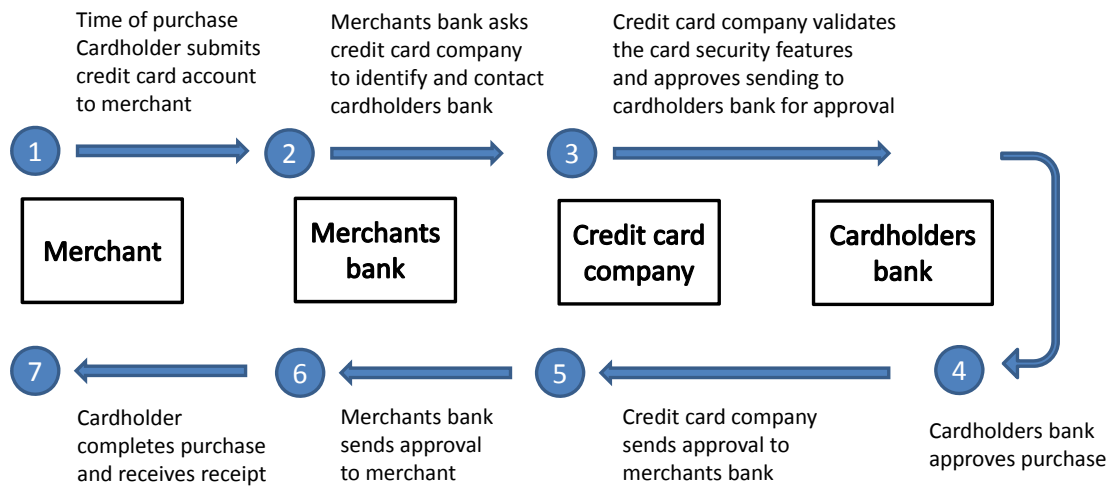 Time of purchase
Cardholder submits
credit card account
to merchant
Merchants bank asks
credit card company
to identify and contact
cardholders bank
Credit card company validates
the card security features
and approves sending to
cardholders bank for approval
1
2
3
Merchant
Merchants
bank
Credit card
company
Cardholders
bank
7
6
5
4
Cardholder
completes purchase
and receives receipt
Merchants bank
sends approval
to merchant
Credit card company
sends approval to
merchants bank
Cardholders bank
approves purchase